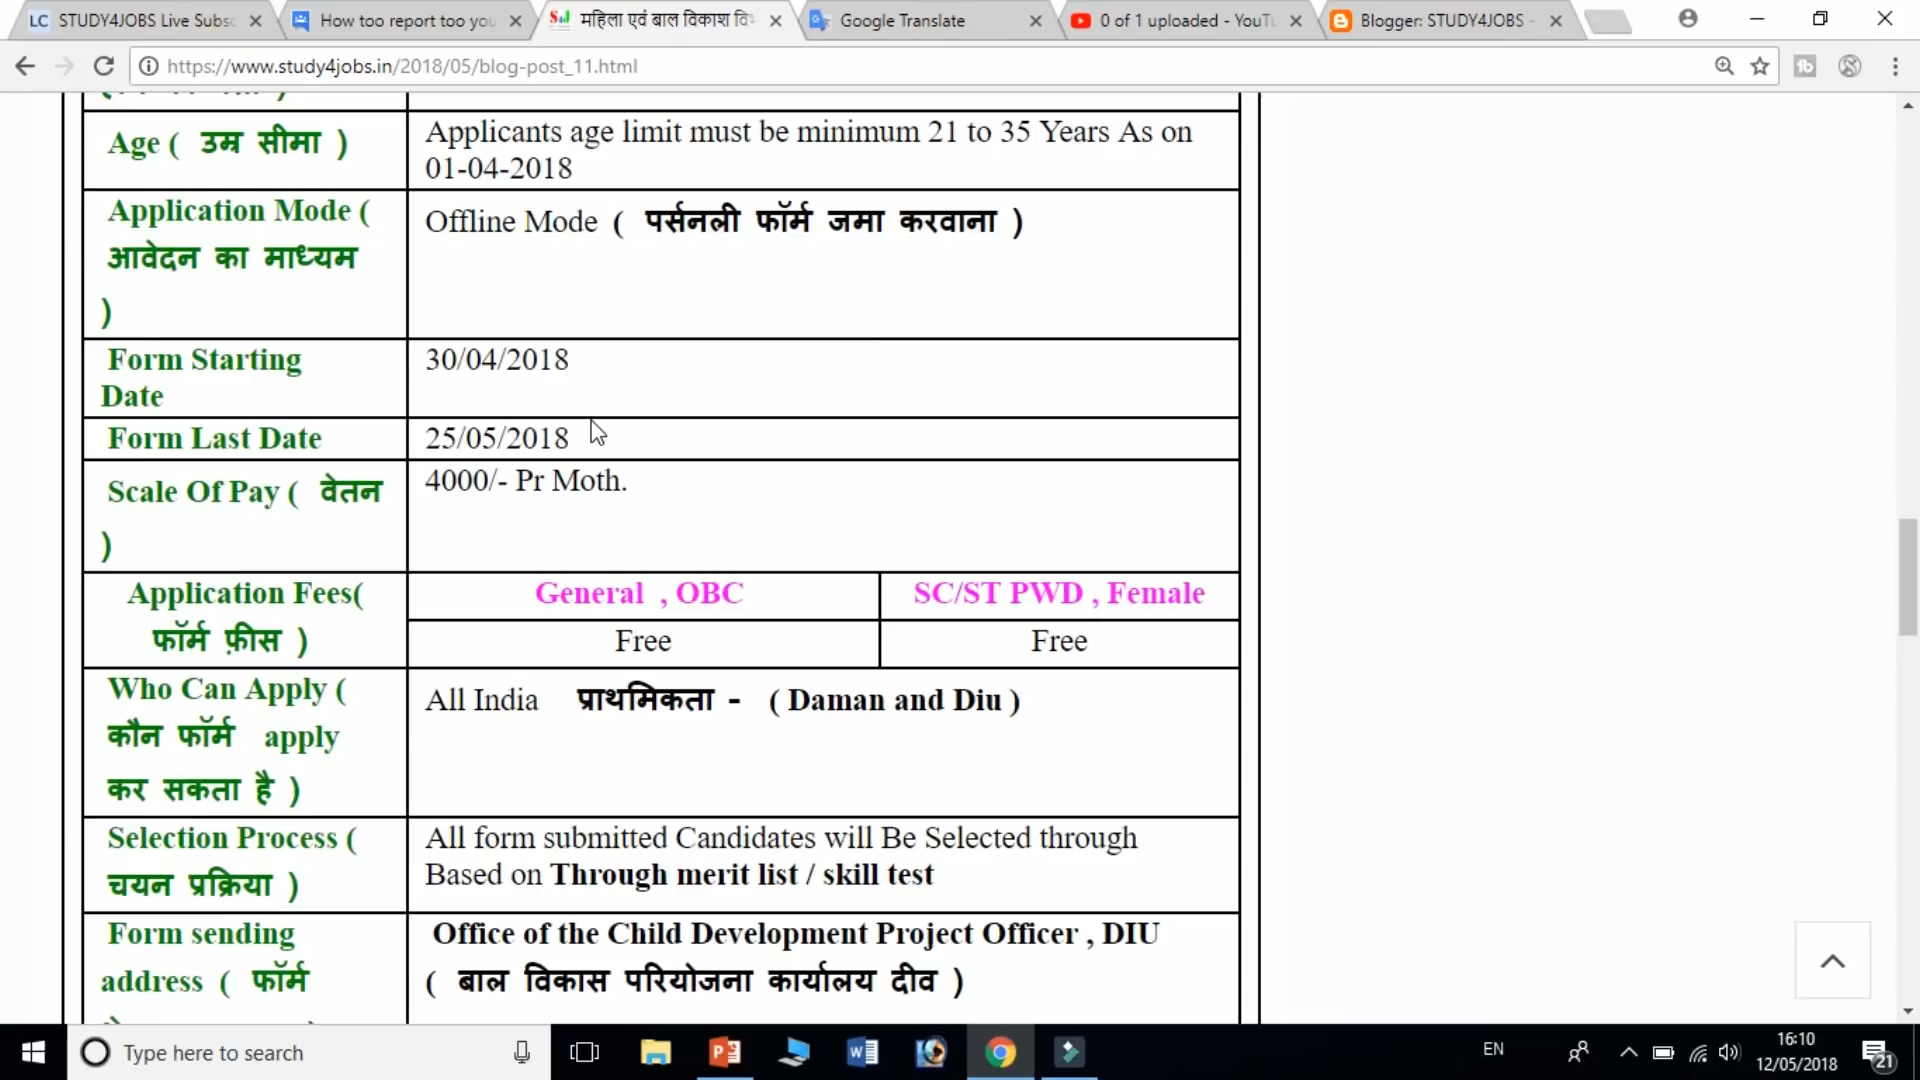 LC STUDY4JOBS Live Subsc
How too report too you
महिला एवं बाल विकाश वि
Google Translate
0 of 1 uploaded - YouTu
Blogger: STUDY4JOBS -
https://www.study4jobs.in/2018/05/blog-post_11.html
Age ( उम्र सीमा )
Applicants age limit must be minimum 21 to 35 Years As on
01-04-2018
Application Mode (
आवेदन का माध्यम
)
Offline Mode ( पर्सनली फॉर्म जमा करवाना )
Form Starting
Date
30/04/2018
Form Last Date
25/05/2018
Scale Of Pay ( वेतन
)
4000/- Pr Moth.
Application Fees(
फॉर्म फ़ीस )
General , OBC
SC/ST PWD , Female
Free
Free
Who Can Apply (
कौन फॉर्म apply
कर सकता है )
All India प्राथमिकता - ( Daman and Diu )
Selection Process (
चयन प्रक्रिया )
All form submitted Candidates will Be Selected through
Based on Through merit list / skill test
Form sending
address ( फॉर्म
Office of the Child Development Project Officer , DIU
( बाल विकास परियोजना कार्यालय दीव )
Type here to search
EN
16:10
12/05/2018
21